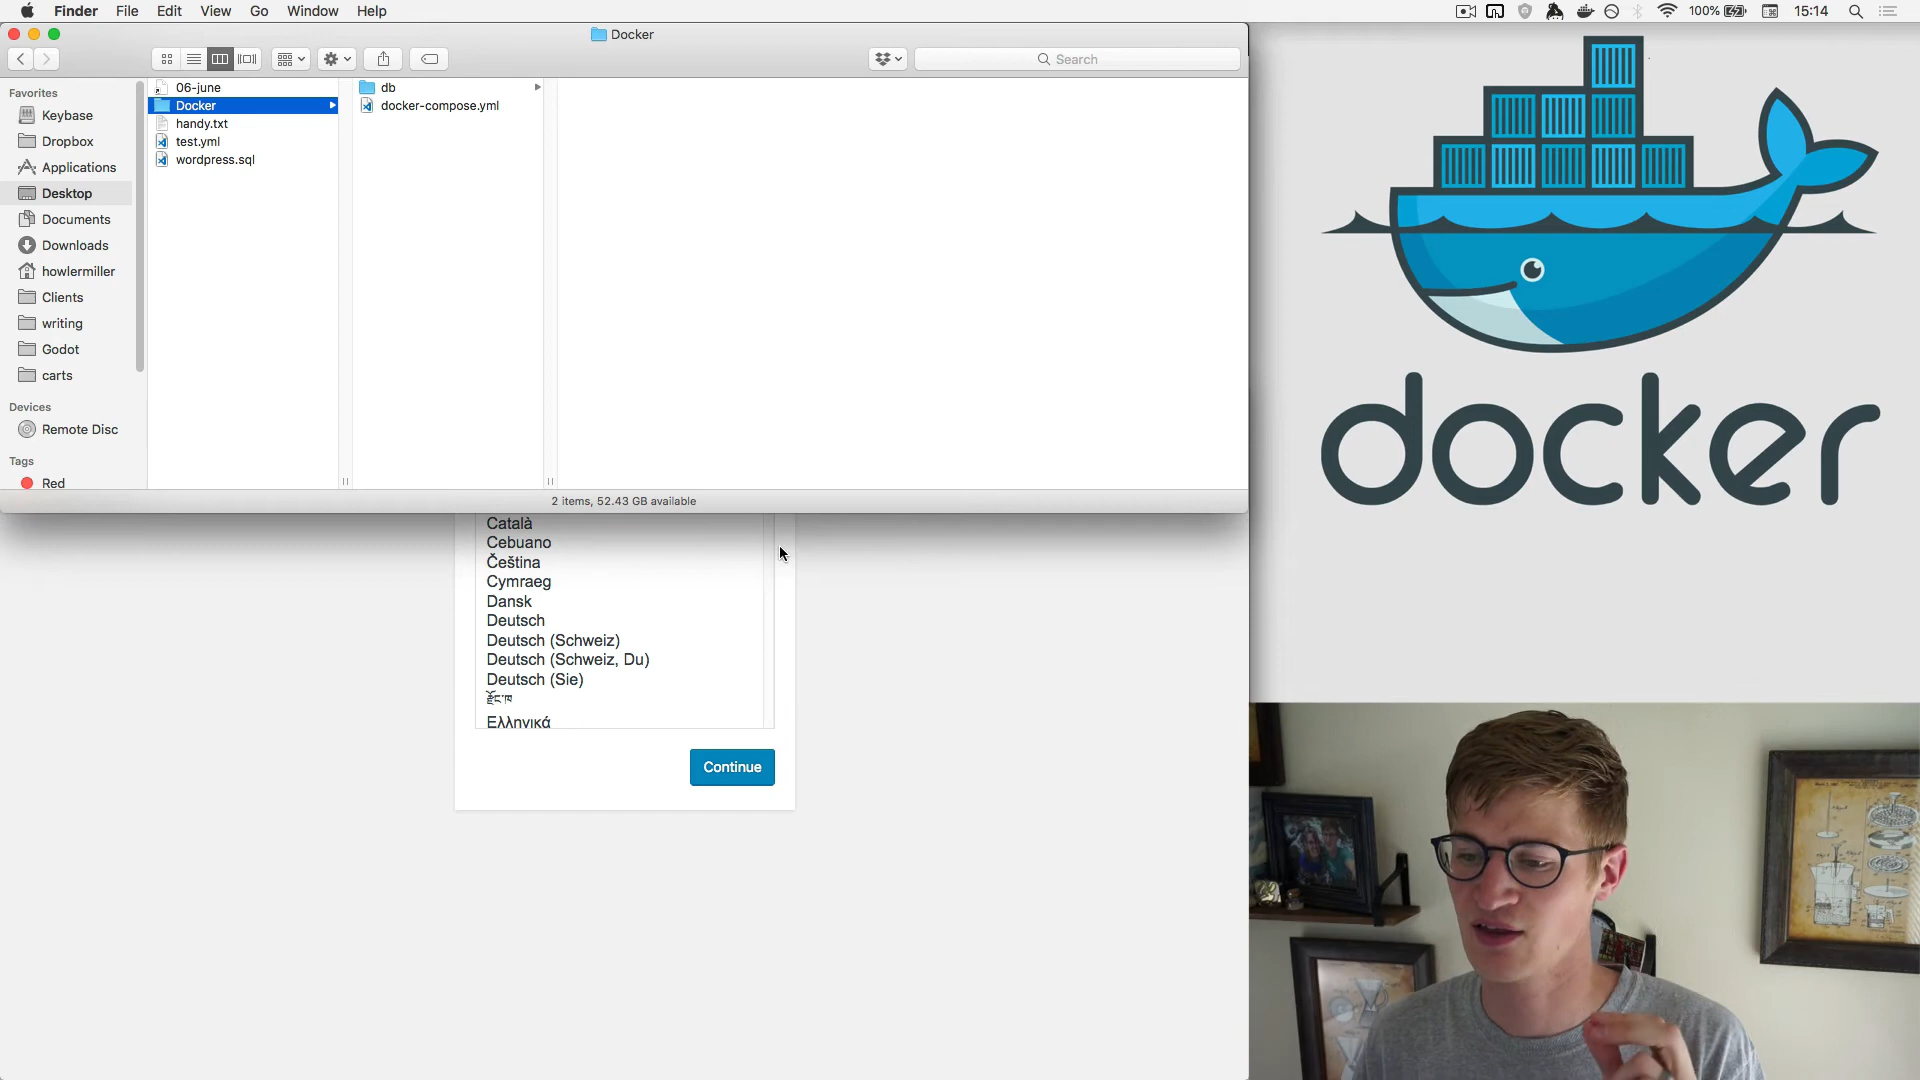 Finder File Edit View Go Window Help
100% 15:14
Docker
Search
Favorites
Keybase
Dropbox
Applications
Desktop
Documents
Downloads
howlermiller
Clients
writing
Godot
carts
Devices
Remote Disc
Tags
Red
06-june
Docker
handy.txt
test.yml
wordpress.sql
db
docker-compose.yml
2 items, 52.43 GB available
Català
Cebuano
Čeština
Cymraeg
Dansk
Deutsch
Deutsch (Schweiz)
Deutsch (Schweiz, Du)
Deutsch (Sie)
རྫོང་ཁ
Ελληνικά
Continue
docker